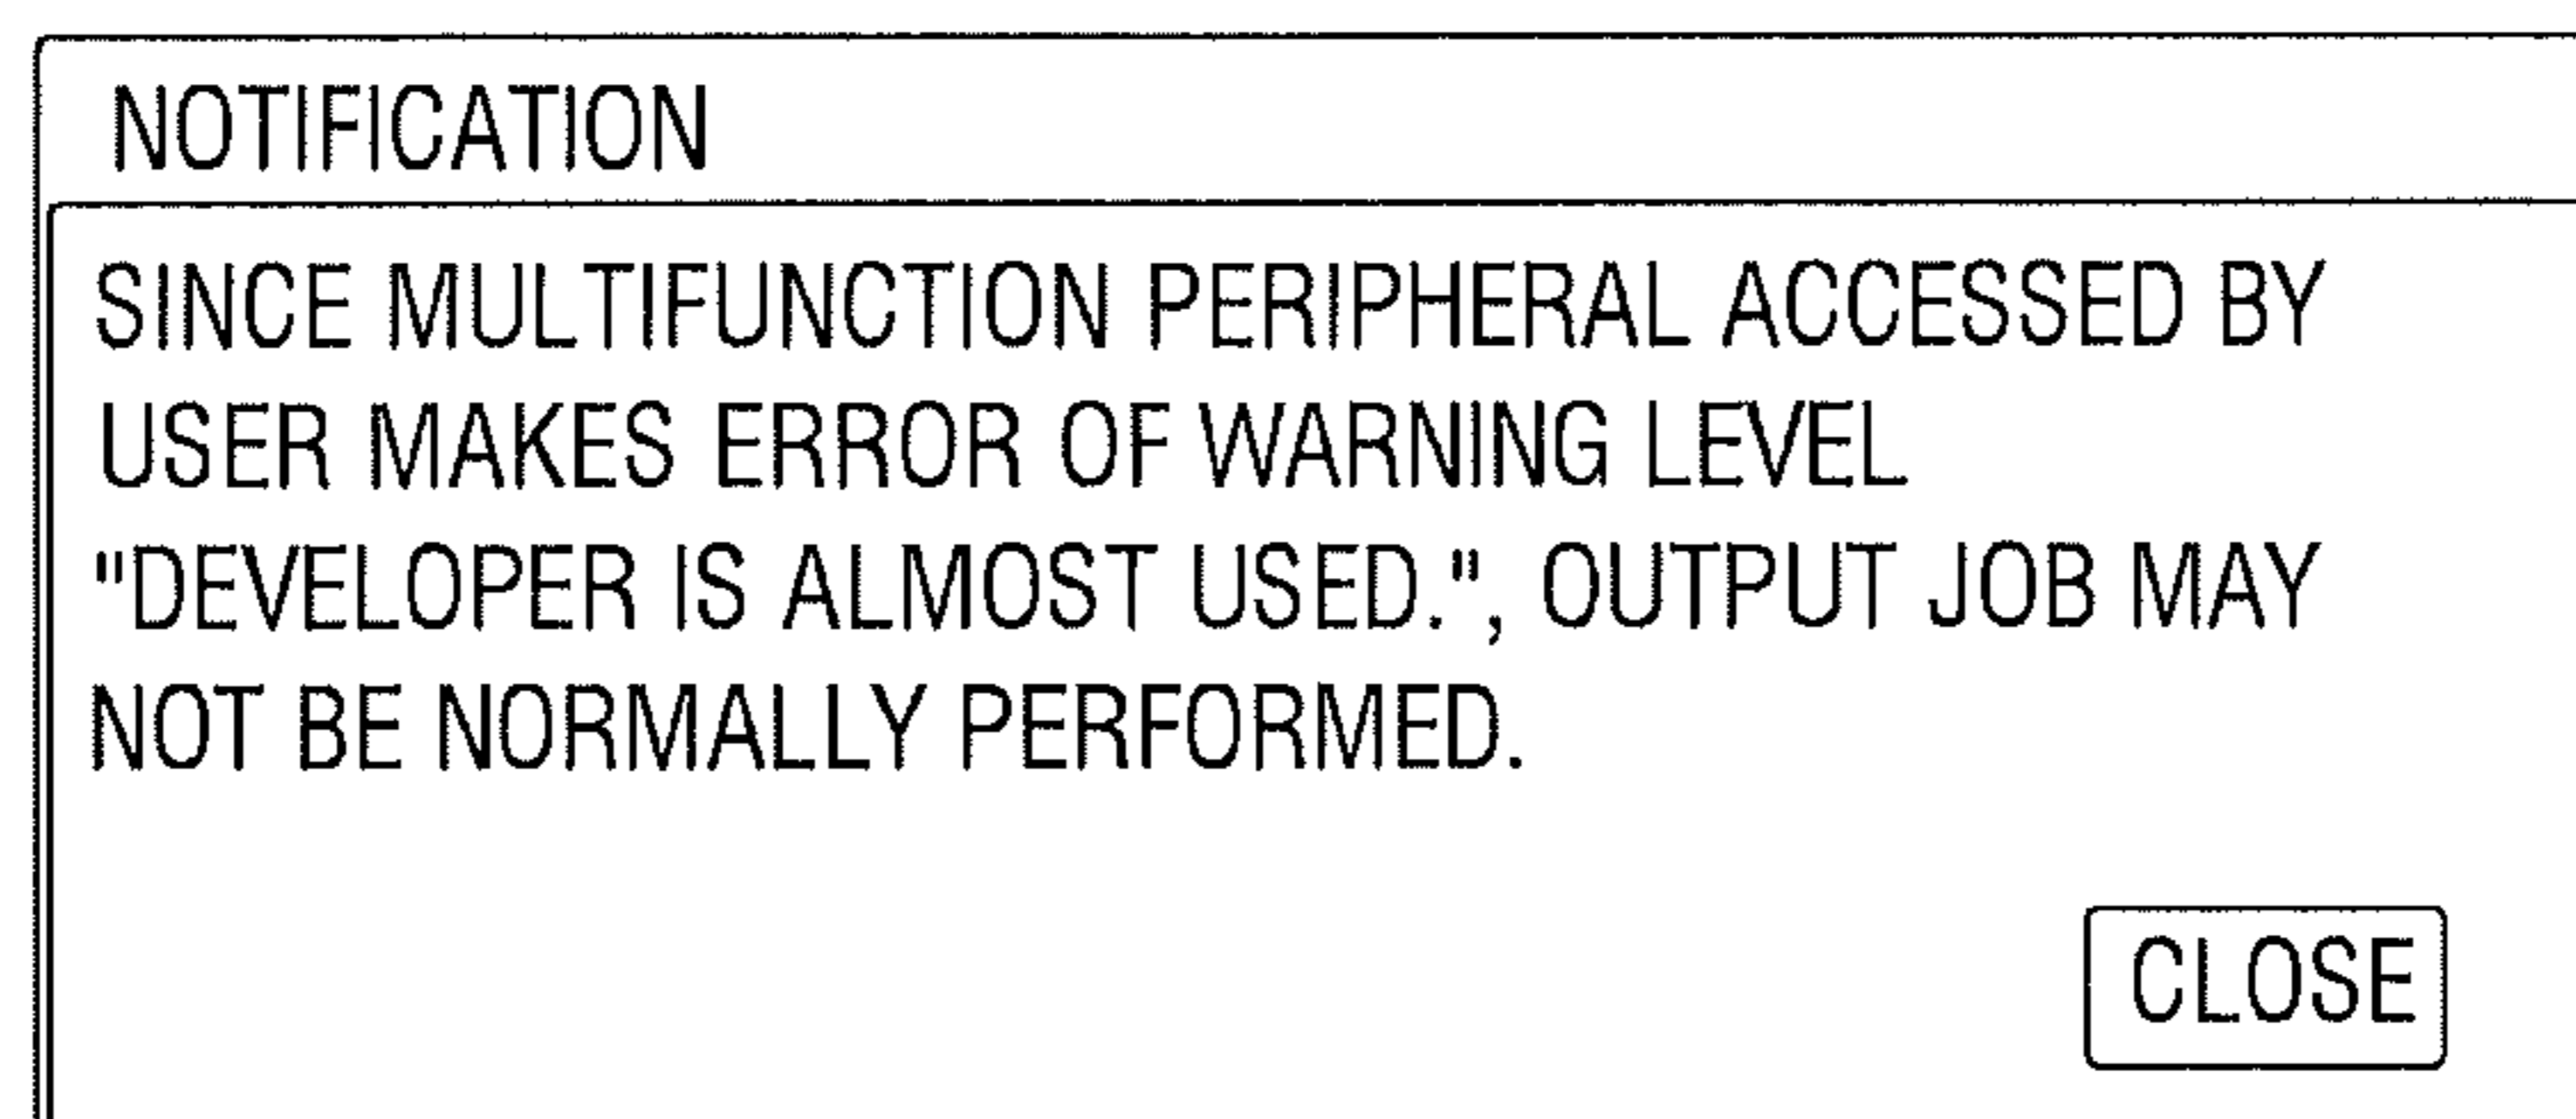 NOTIFICATION
SINCE MULTIFUNCTION PERIPHERAL ACCESSED BY
USER MAKES ERROR OF WARNING LEVEL
"DEVELOPER IS ALMOST USED.", OUTPUT JOB MAY
NOT BE NORMALLY PERFORMED.
CLOSE